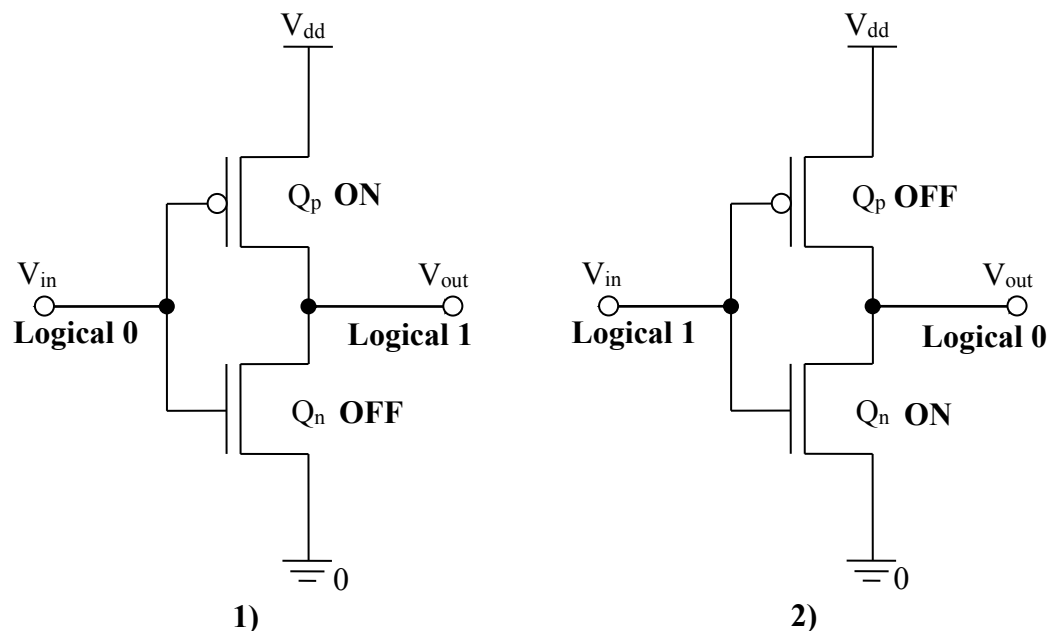 Vdd
Qp ON
Vin
Logical 0
Vout
Logical 1
Qn OFF
0
1)
Vdd
Qp OFF
Vin
Logical 1
Vout
Logical 0
Qn ON
0
2)